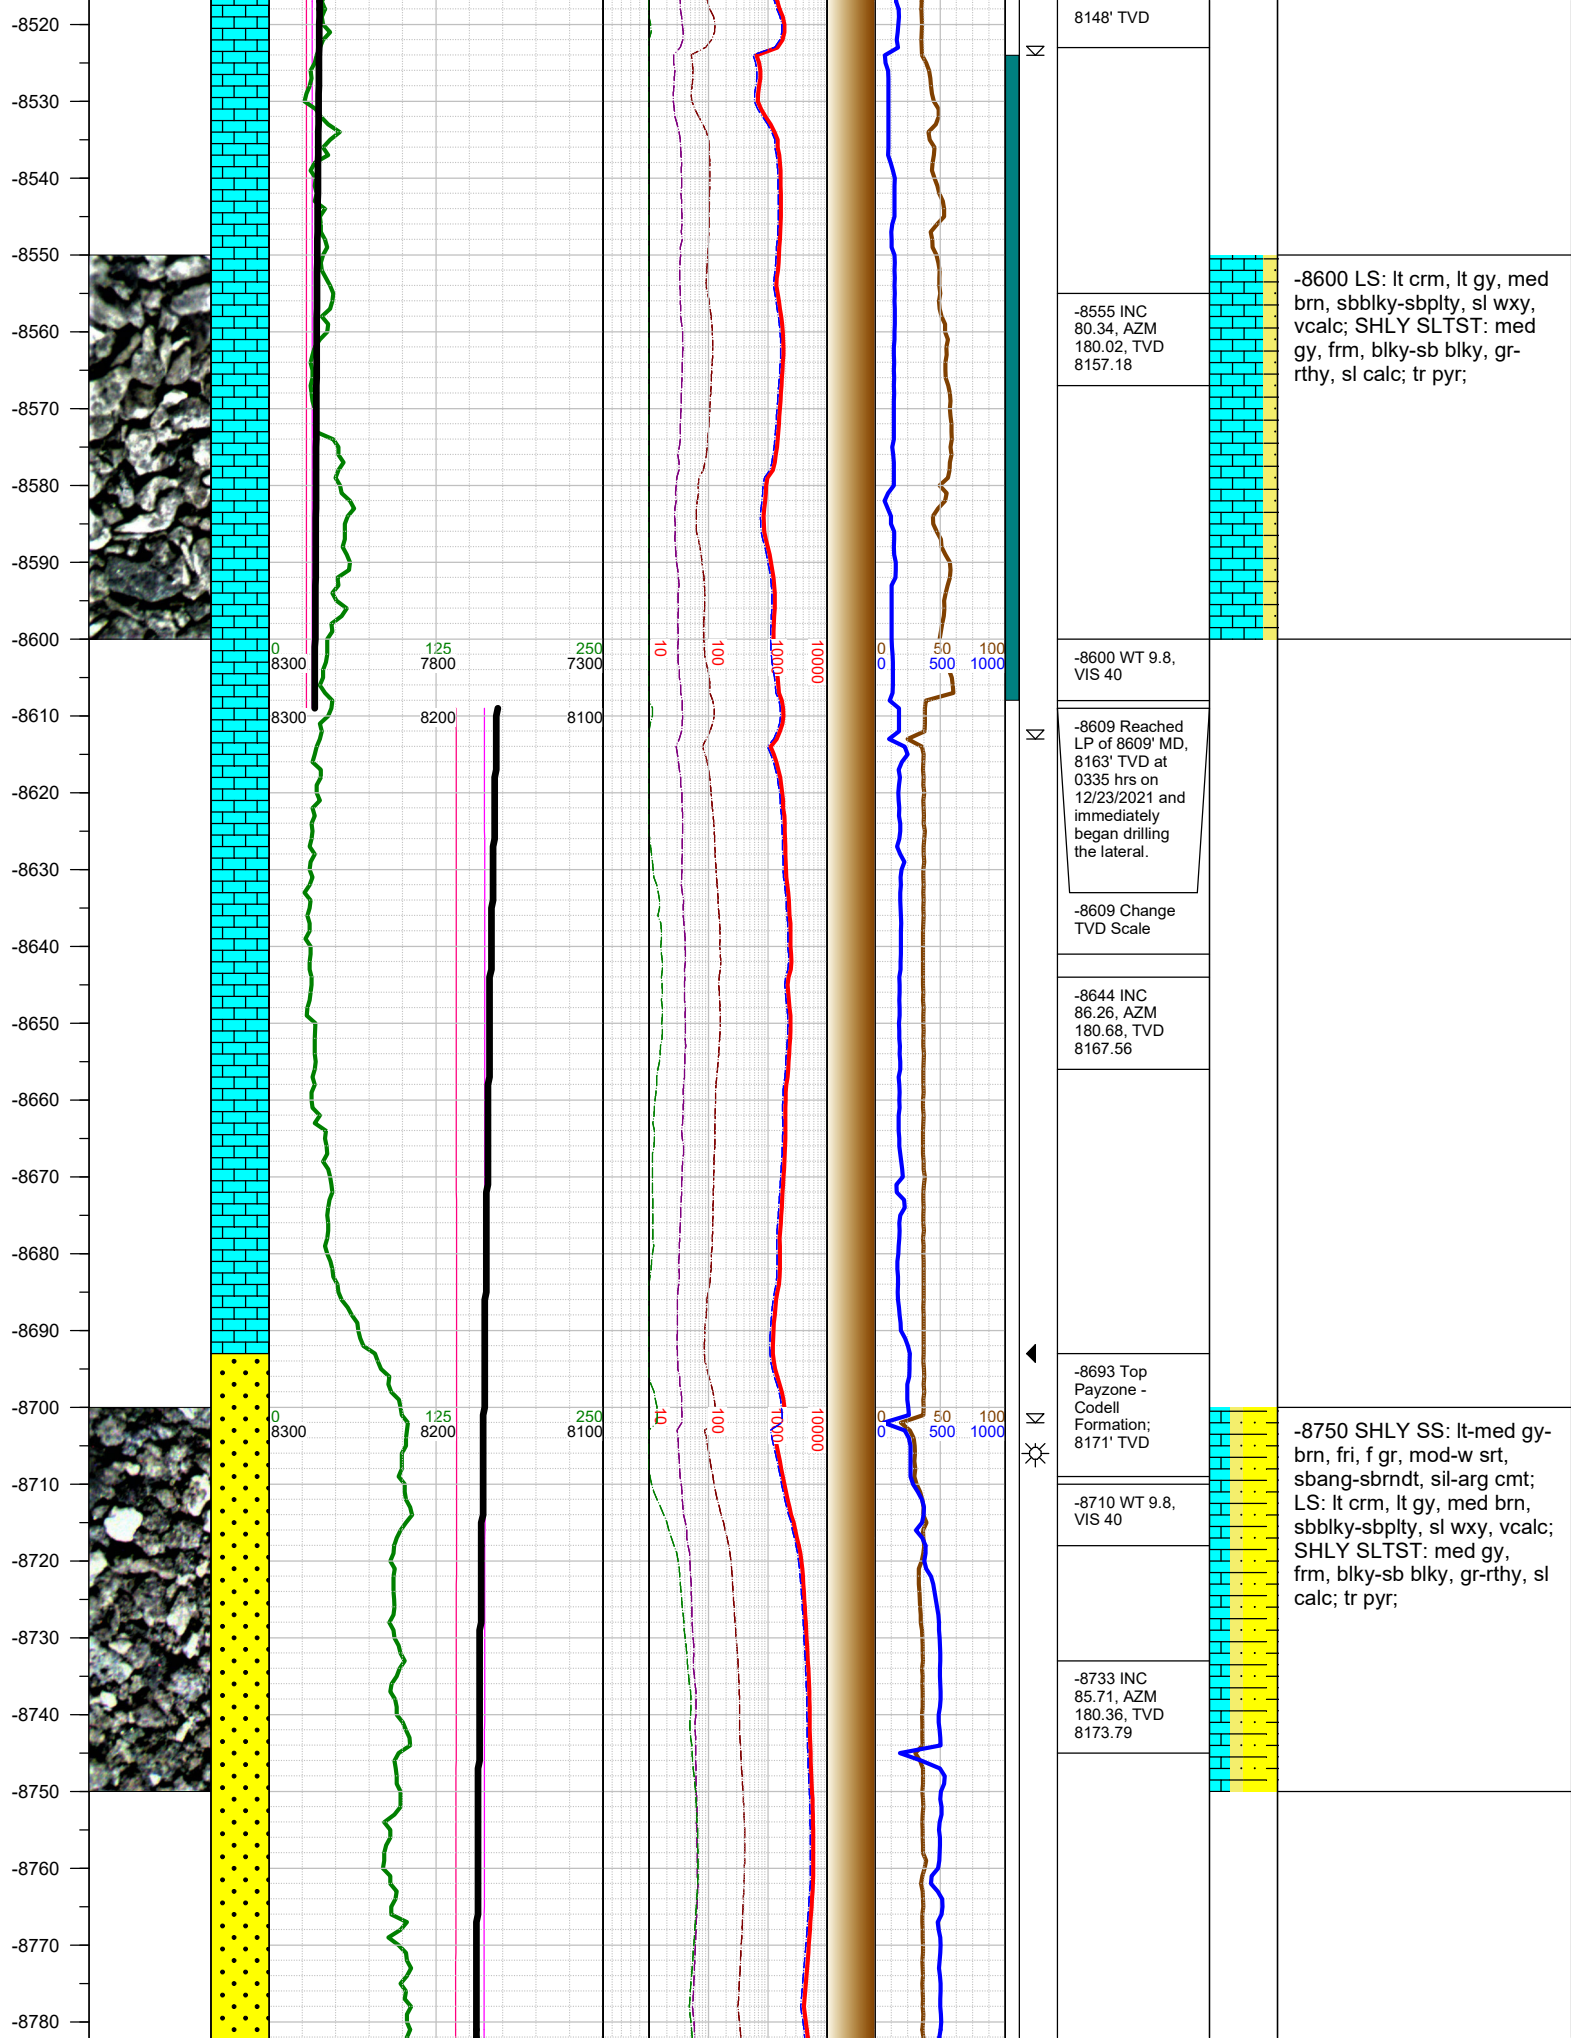 -8520
-8530
-8540
-8550
-8560
-8570
-8580
-8590
-8600
-8610
-8620
-8630
-8640
-8650
-8660
-8670
-8680
-8690
-8700
-8710
-8720
-8730
-8740
-8750
-8760
-8770
-8780
0 125 250
8300 7800 7300
8300 8200 8100
10 100 1000 10000
0 50 100
0 500 1000
0 125 250
8300 8200 8100
10 100 1000 10000
0 50 100
0 500 1000
8148' TVD
-8555 INC
80.34, AZM
180.02, TVD
8157.18
-8600 WT 9.8,
VIS 40
-8609 Reached
LP of 8609' MD,
8163' TVD at
0335 hrs on
12/23/2021 and
immediately
began drilling
the lateral.
-8609 Change
TVD Scale
-8644 INC
86.26, AZM
180.68, TVD
8167.56
-8693 Top
Payzone -
Codell
Formation;
8171' TVD
-8710 WT 9.8,
VIS 40
-8733 INC
85.71, AZM
180.36, TVD
8173.79
-8600 LS: lt crm, lt gy, med
brn, sbblky-sbplty, sl wxy,
vcalc; SHLY SLTST: med
gy, frm, blky-sb blky, gr-
rthy, sl calc; tr pyr;
-8750 SHLY SS: lt-med gy-
brn, fri, f gr, mod-w srt,
sbang-sbrndt, sil-arg cmt;
LS: lt crm, lt gy, med brn,
sbblky-sbplty, sl wxy, vcalc;
SHLY SLTST: med gy,
frm, blky-sb blky, gr-rthy, sl
calc; tr pyr;